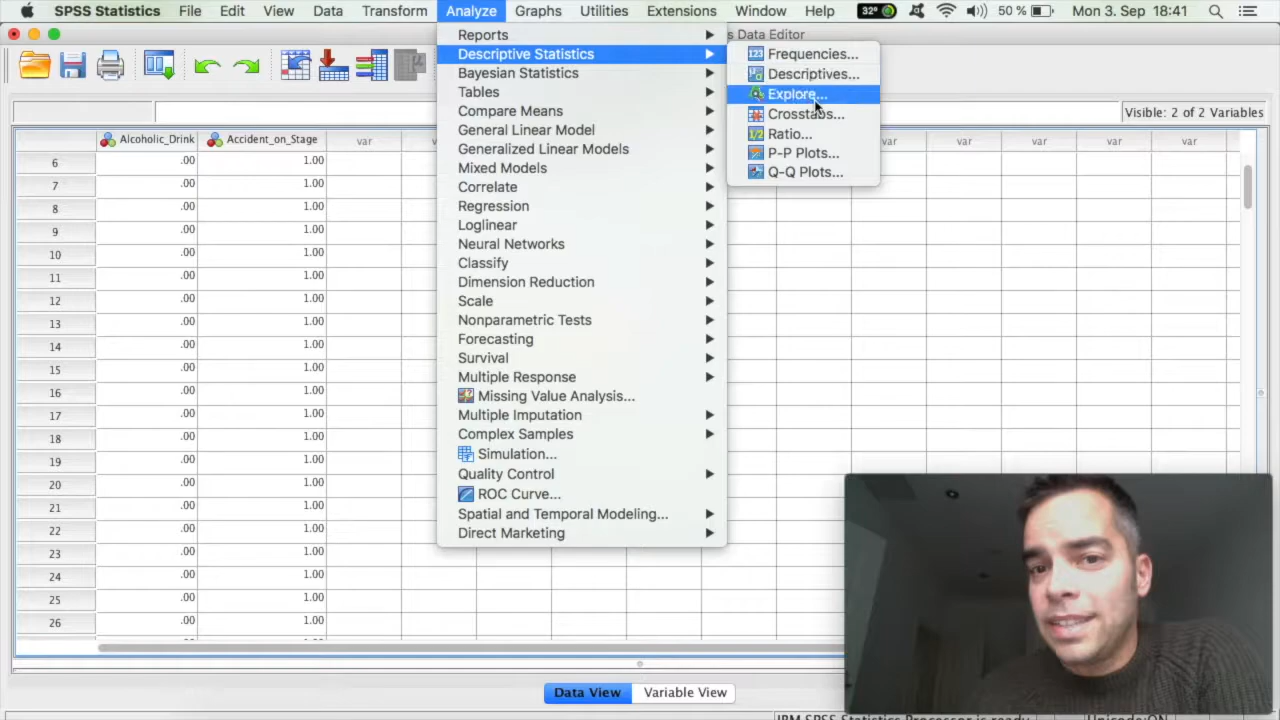 SPSS Statistics File Edit View Data Transform Analyze Graphs Utilities Extensions Window Help 32° 50 % Mon 3. Sep 18:41
s Data Editor
Visible: 2 of 2 Variables
Alcoholic_Drink Accident_on_Stage var var var var var var
6 .00 1.00
7 .00 1.00
8 .00 1.00
9 .00 1.00
10 .00 1.00
11 .00 1.00
12 .00 1.00
13 .00 1.00
14 .00 1.00
15 .00 1.00
16 .00 1.00
17 .00 1.00
18 .00 1.00
19 .00 1.00
20 .00 1.00
21 .00 1.00
22 .00 1.00
23 .00 1.00
24 .00 1.00
25 .00 1.00
26 .00 1.00
Reports
Descriptive Statistics
Bayesian Statistics
Tables
Compare Means
General Linear Model
Generalized Linear Models
Mixed Models
Correlate
Regression
Loglinear
Neural Networks
Classify
Dimension Reduction
Scale
Nonparametric Tests
Forecasting
Survival
Multiple Response
Missing Value Analysis...
Multiple Imputation
Complex Samples
Simulation...
Quality Control
ROC Curve...
Spatial and Temporal Modeling...
Direct Marketing
Frequencies...
Descriptives...
Explore...
Crosstabs...
Ratio...
P-P Plots...
Q-Q Plots...
Data View Variable View
IBM SPSS Statistics Processor is ready Unicode:ON